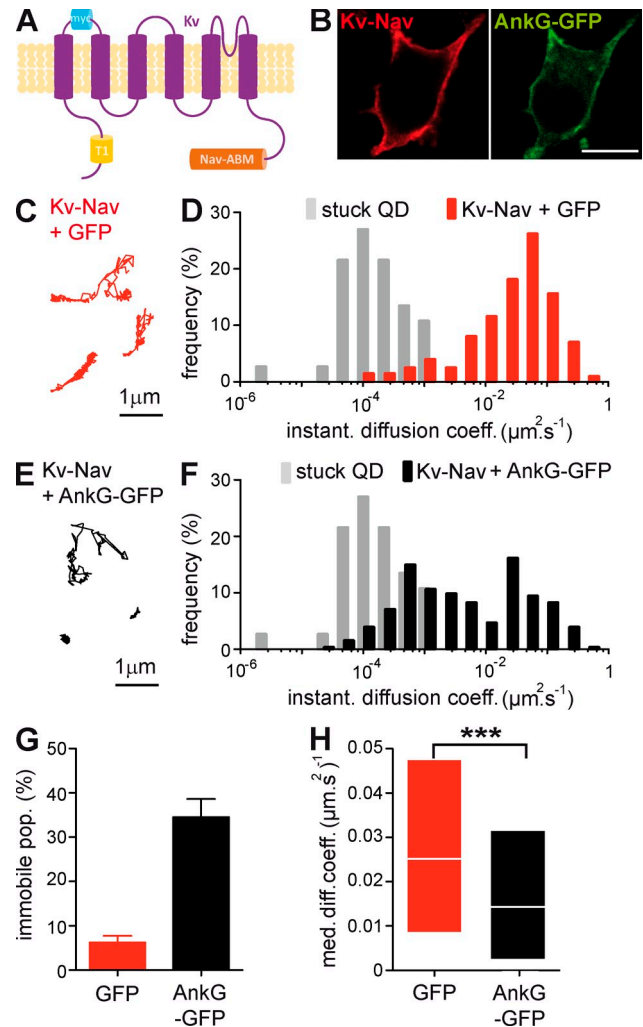 A
myc
Kv
T1
Nav-ABM
B
Kv-Nav
AnkG-GFP
C
Kv-Nav
+ GFP
1µm
D
stuck QD
Kv-Nav + GFP
frequency (%)
30
20
10
0
10-6
10-4
10-2
1
instant. diffusion coeff. (µm2.s-1)
E
Kv-Nav
+ AnkG-GFP
1µm
F
stuck QD
Kv-Nav + AnkG-GFP
frequency (%)
30
20
10
0
10-6
10-4
10-2
1
instant. diffusion coeff. (µm2s-1)
G
immobile pop. (%)
50
40
30
20
10
0
GFP
AnkG
-GFP
H
***
med. diff. coeff. (µm.s2)-1
0.05
0.04
0.03
0.02
0.01
0
GFP
AnkG
-GFP